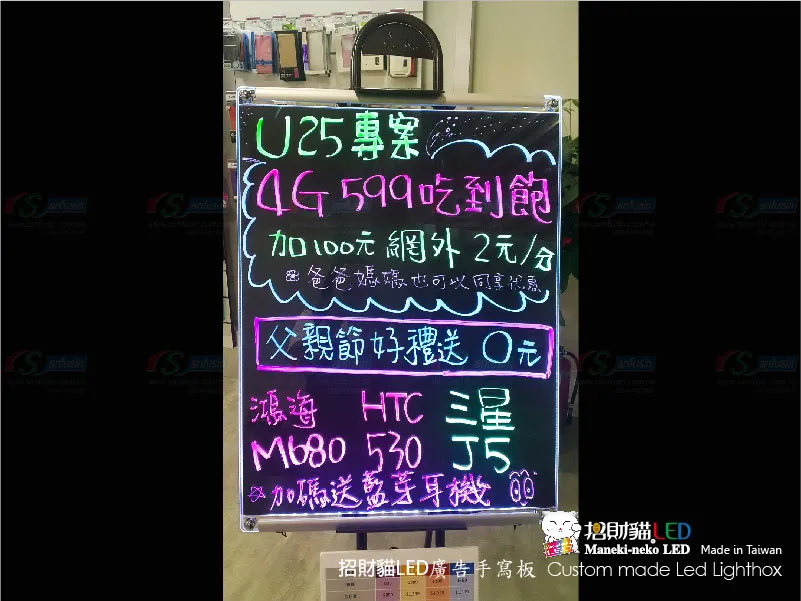 U25專案
4G 599吃到飽
加100元 網外 2元/分
爸爸媽媽也可以同享優惠
父親節好禮送 0元
鴻海 HTC 三星
M680 530 J5
加碼送藍芽耳機
招財貓LED
Maneki-neko LED Made in Taiwan
招財貓LED廣告手寫板 Custom made Led Lighthox